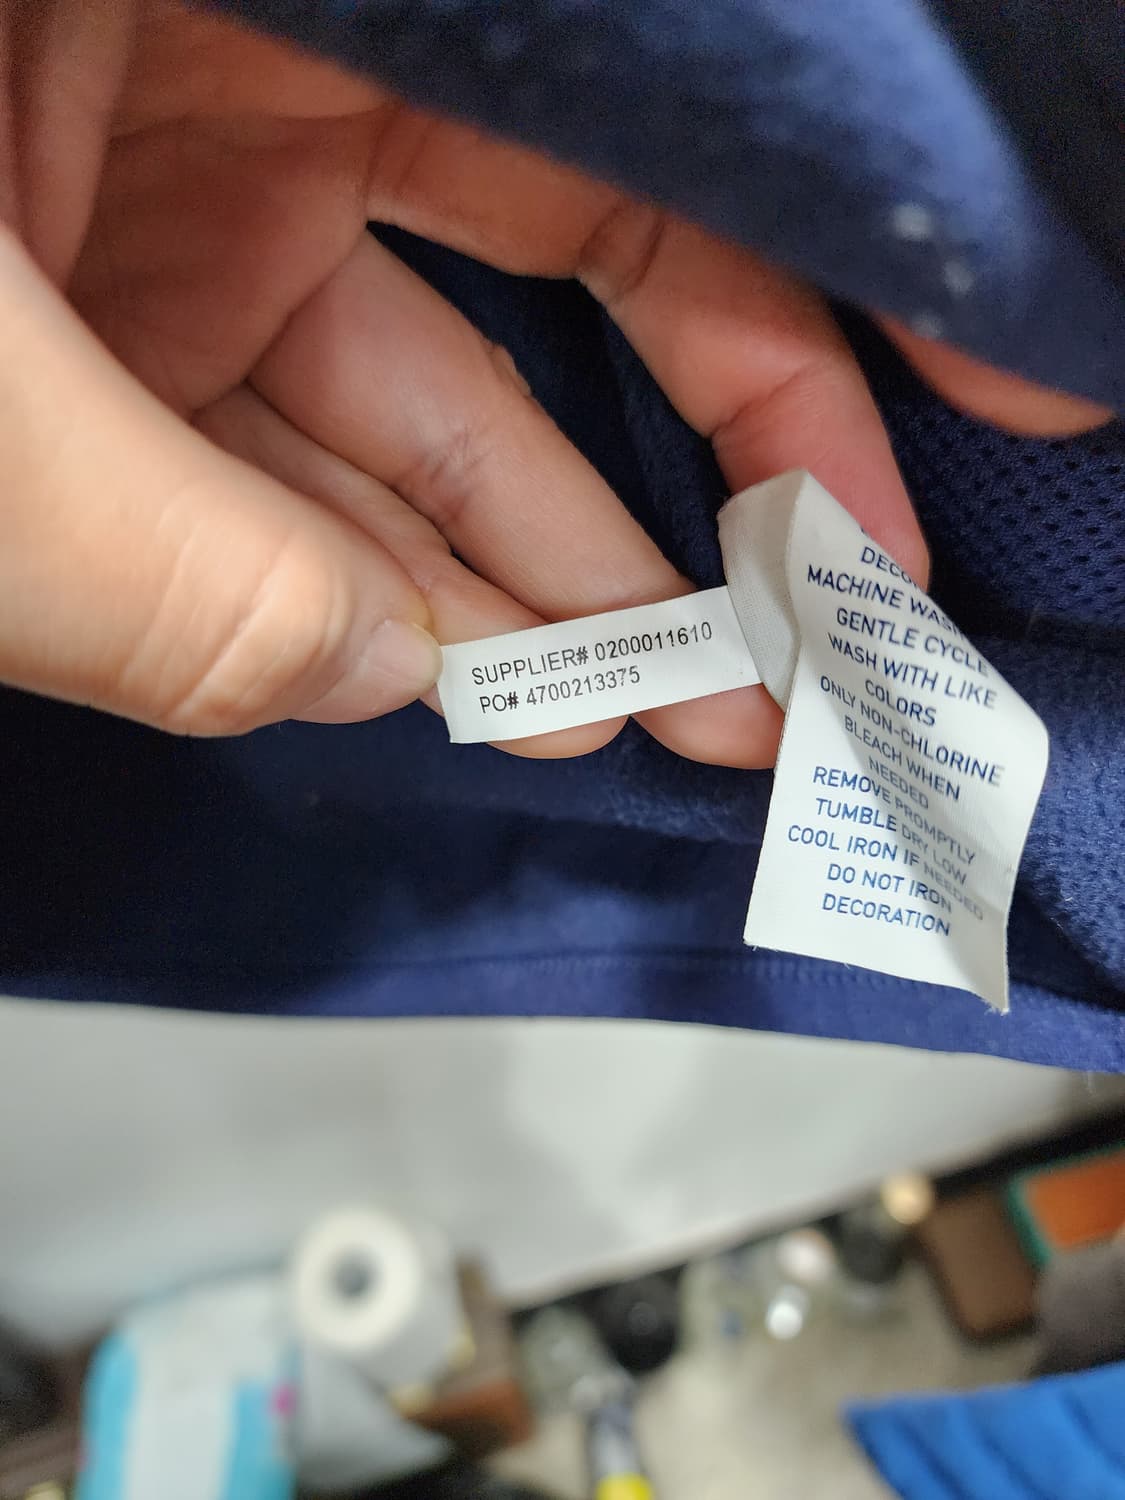 SUPPLIER# 0200011610
PO# 4700213375
MACHINE WASH
GENTLE CYCLE
WASH WITH LIKE
COLORS
ONLY NON-CHLORINE
BLEACH WHEN
NEEDED
REMOVE PROMPTLY
TUMBLE DRY LOW
COOL IRON IF NEEDED
DO NOT IRON
DECORATION